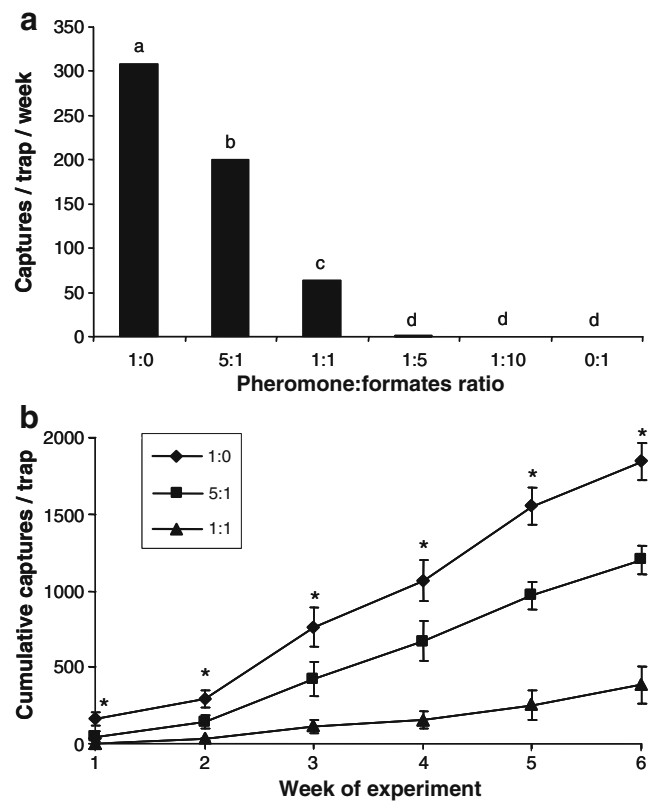 a
Captures / trap / week
350
300
250
200
150
100
50
0
a
b
c
d
d
d
1:0
5:1
1:1
1:5
1:10
0:1
Pheromone:formates ratio
b
Cumulative captures / trap
2000
1500
1000
500
0
1:0
5:1
1:1
*
*
*
*
*
*
1
2
3
4
5
6
Week of experiment